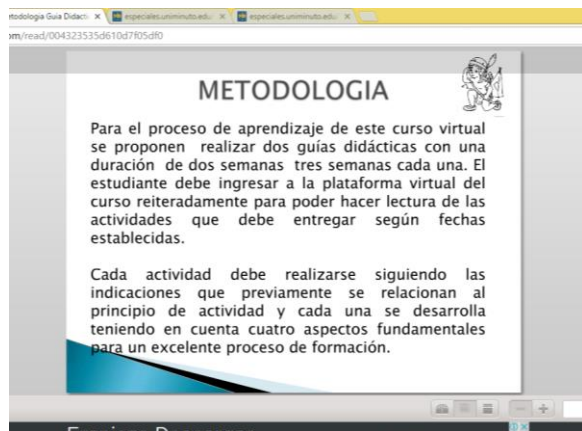 etodologia Guia Didacti
especiales.uniminuto.edu.
especiales.uniminuto.edu.
om/read/004323535d610d7f05df0
METODOLOGIA
Para el proceso de aprendizaje de este curso virtual
se proponen realizar dos guías didácticas con una
duración de dos semanas tres semanas cada una. El
estudiante debe ingresar a la plataforma virtual del
curso reiteradamente para poder hacer lectura de las
actividades que debe entregar según fechas
establecidas.
Cada actividad debe realizarse siguiendo las
indicaciones que previamente se relacionan al
principio de actividad y cada una se desarrolla
teniendo en cuenta cuatro aspectos fundamentales
para un excelente proceso de formación.